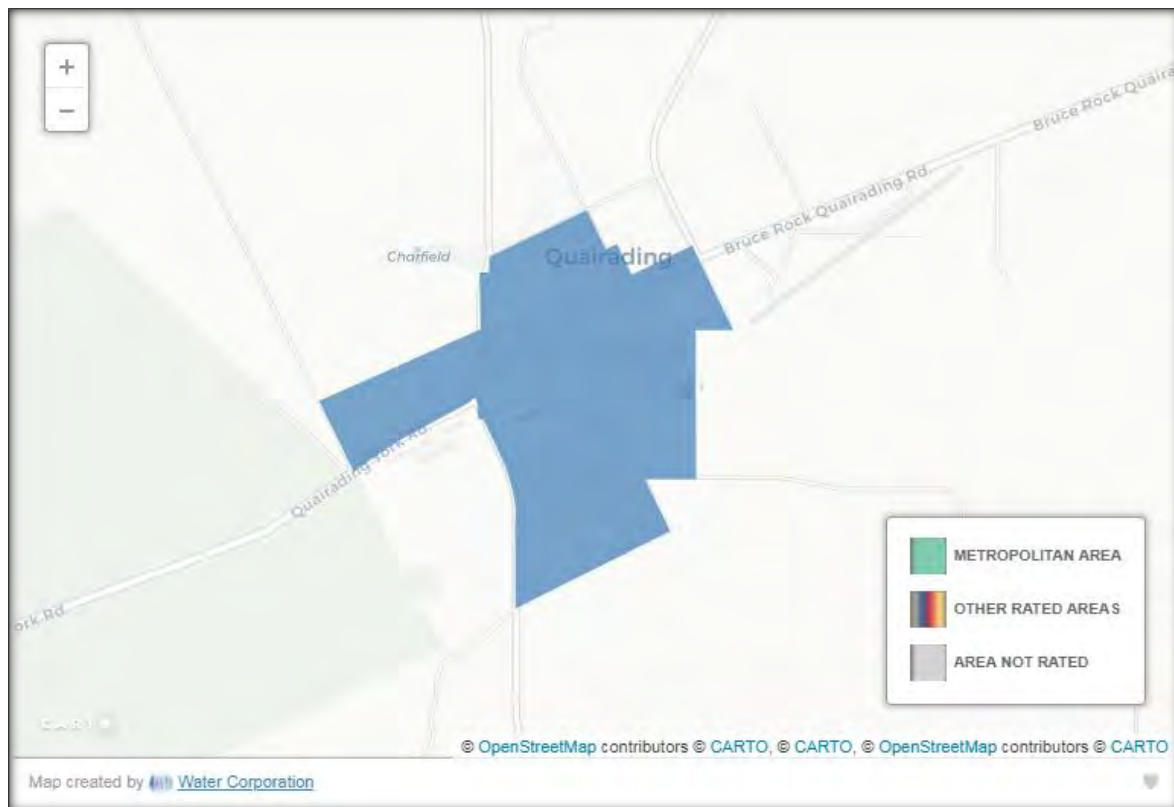 +
−
Bruce Rock Quaira
Bruce Rock Quairading Rd.
Charfield
Quairading
Quairading York Rd.
ork Rd
METROPOLITAN AREA
OTHER RATED AREAS
AREA NOT RATED
CARTO
© OpenStreetMap contributors © CARTO, © CARTO, © OpenStreetMap contributors © CARTO
Map created by Water Corporation